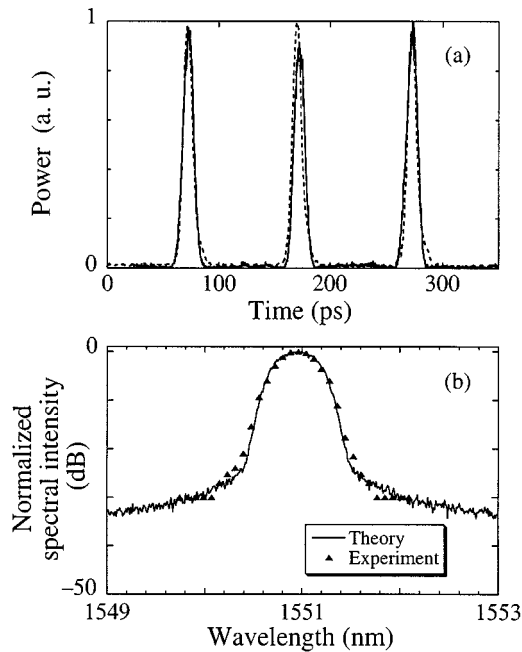 1
(a)
Power (a. u.)
0
0
100
200
300
Time (ps)
0
(b)
Normalized
spectral intensity
(dB)
Theory
Experiment
–50
1549
1551
1553
Wavelength (nm)